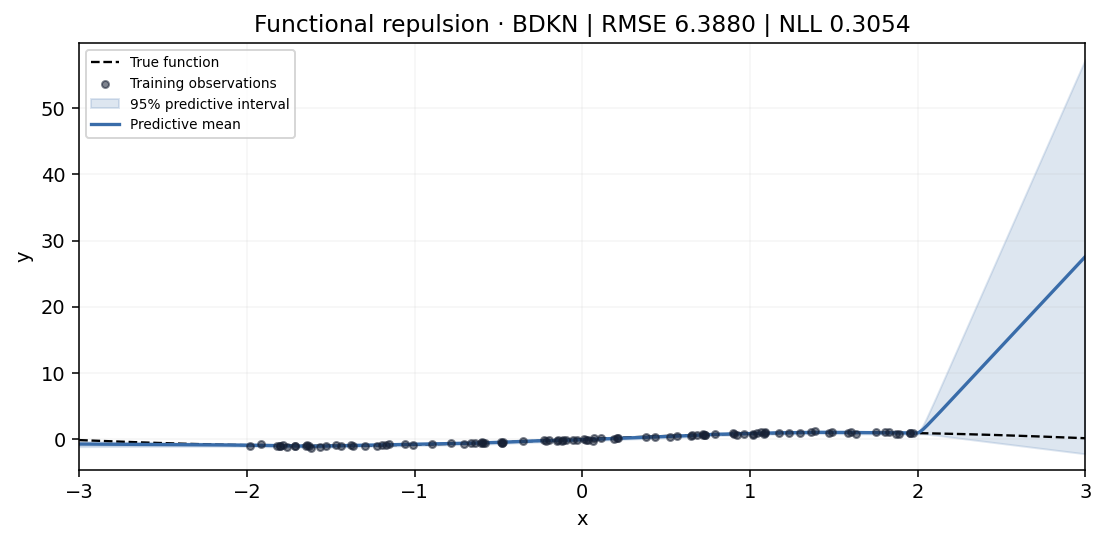 Functional repulsion · BDKN | RMSE 6.3880 | NLL 0.3054
True function
Training observations
95% predictive interval
Predictive mean
50
40
30
20
10
0
y
−3
−2
−1
0
1
2
3
x